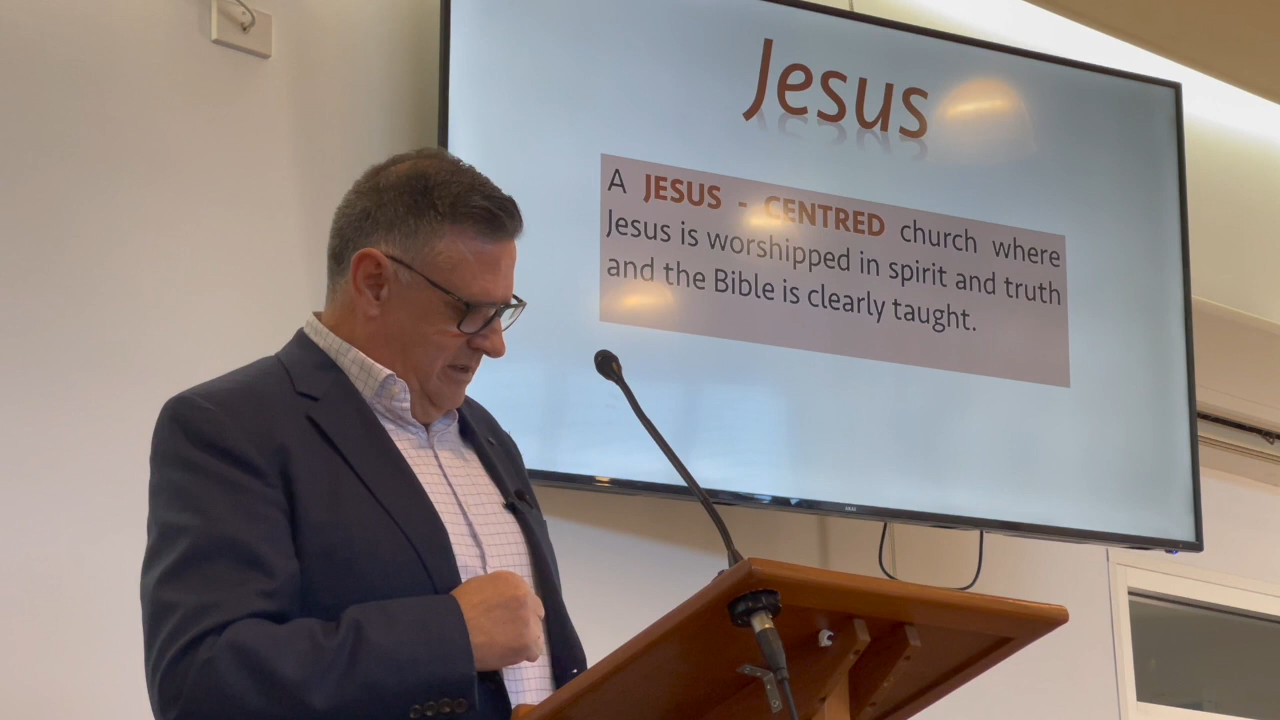 Jesus
A JESUS - CENTRED church where
Jesus is worshipped in spirit and truth
and the Bible is clearly taught.